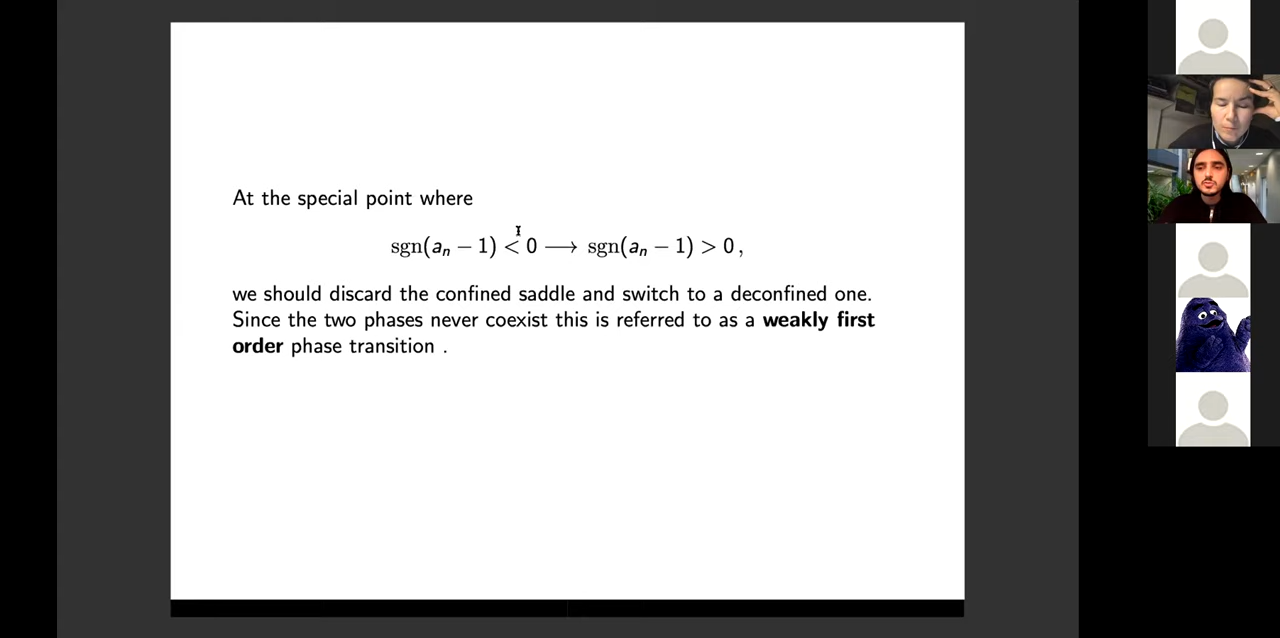 At the special point where
sgn(aₙ − 1) < 0 ⟶ sgn(aₙ − 1) > 0 ,
we should discard the confined saddle and switch to a deconfined one.
Since the two phases never coexist this is referred to as a weakly first
order phase transition .